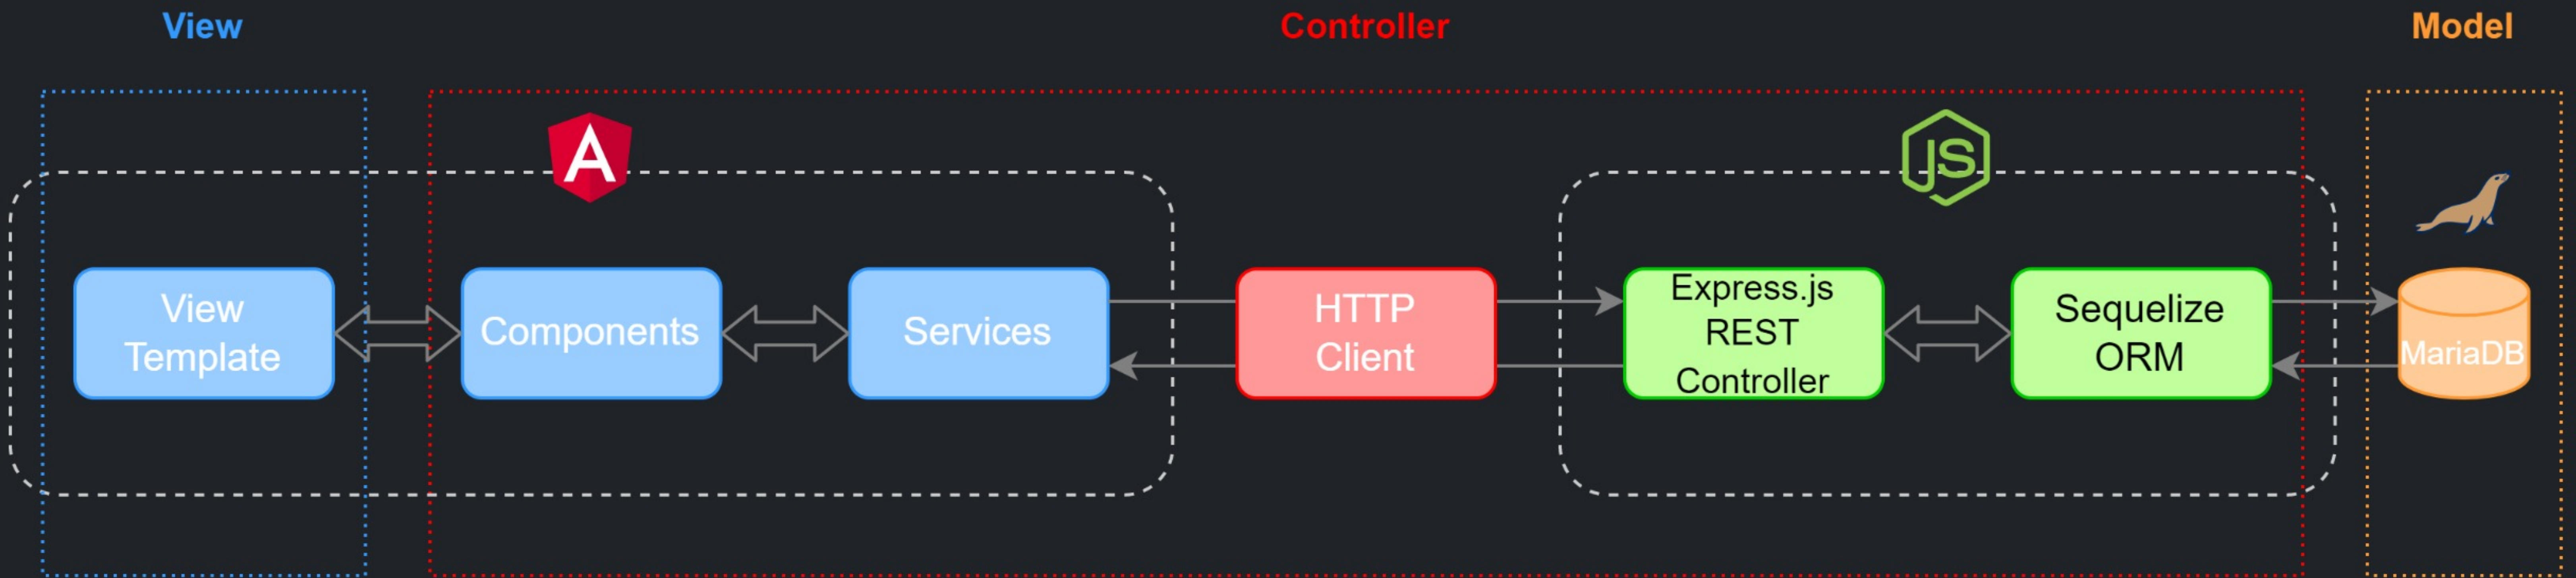 View
Controller
Model
A
JS
View
Template
Components
Services
HTTP
Client
Express.js
REST
Controller
Sequelize
ORM
MariaDB